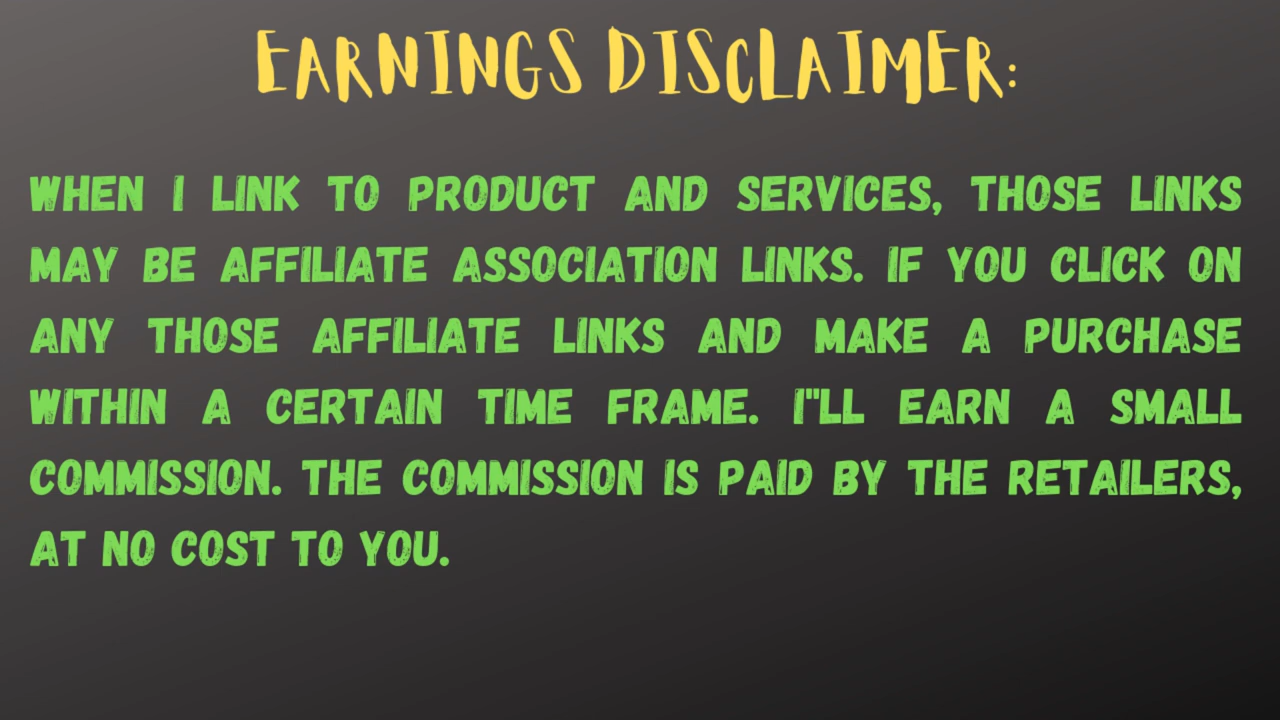 EARNINGS DISCLAIMER:
WHEN I LINK TO PRODUCT AND SERVICES, THOSE LINKS
MAY BE AFFILIATE ASSOCIATION LINKS. IF YOU CLICK ON
ANY THOSE AFFILIATE LINKS AND MAKE A PURCHASE
WITHIN A CERTAIN TIME FRAME. I"LL EARN A SMALL
COMMISSION. THE COMMISSION IS PAID BY THE RETAILERS,
AT NO COST TO YOU.